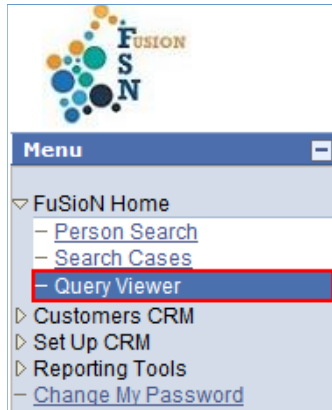 FUSION
S
N
Menu
FuSioN Home
– Person Search
– Search Cases
– Query Viewer
Customers CRM
Set Up CRM
Reporting Tools
– Change My Password